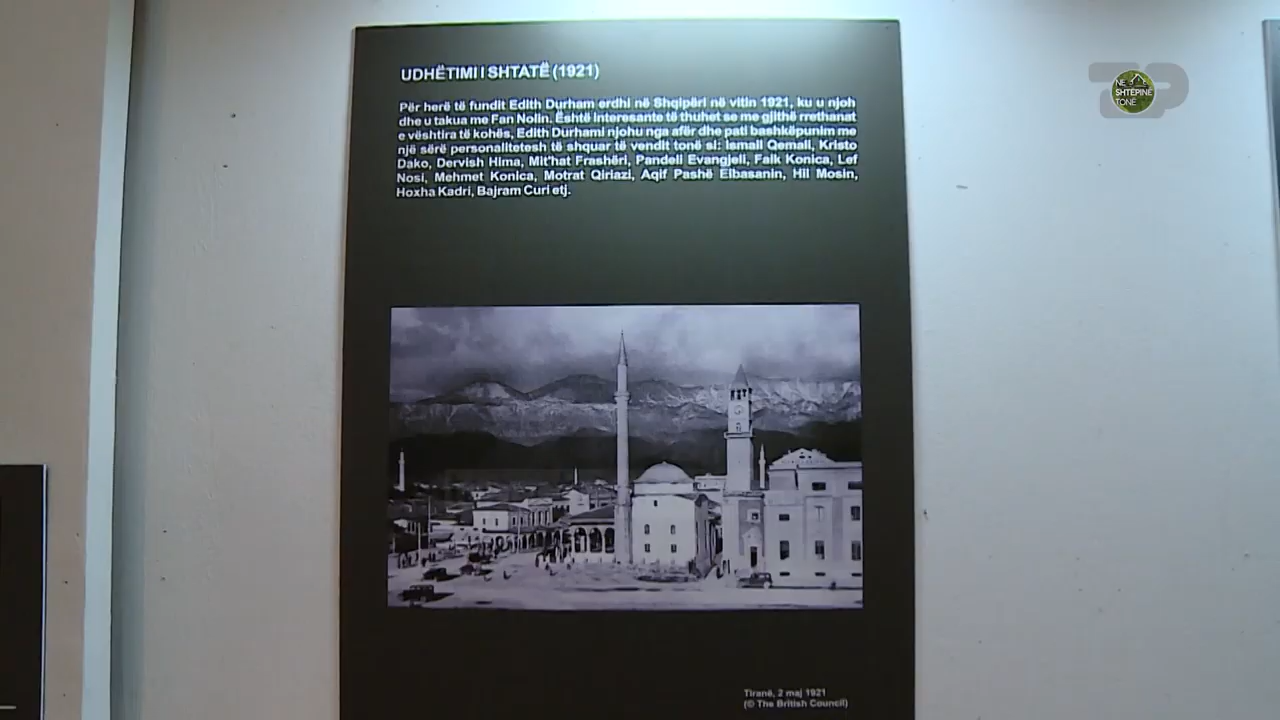 UDHËTIMI I SHTATË (1921)
Për herë të fundit Edith Durham erdhi në Shqipëri në vitin 1921, ku u njoh
dhe u takua me Fan Nolin. Është interesante të thuhet se me gjithë rrethanat
e vështira të kohës, Edith Durhami njohu nga afër dhe pati bashkëpunim me
një sërë personalitetesh të shquar të vendit tonë si: Ismail Qemali, Kristo
Dako, Dervish Hima, Mit'hat Frashëri, Pandeli Evangjeli, Faik Konica, Lef
Nosi, Mehmet Konica, Motrat Qiriazi, Aqif Pashë Elbasanin, Hil Mosin,
Hoxha Kadri, Bajram Curi etj.
Tiranë, 2 maj 1921
(© The British Council)
NE
SHTËPINË
TONË